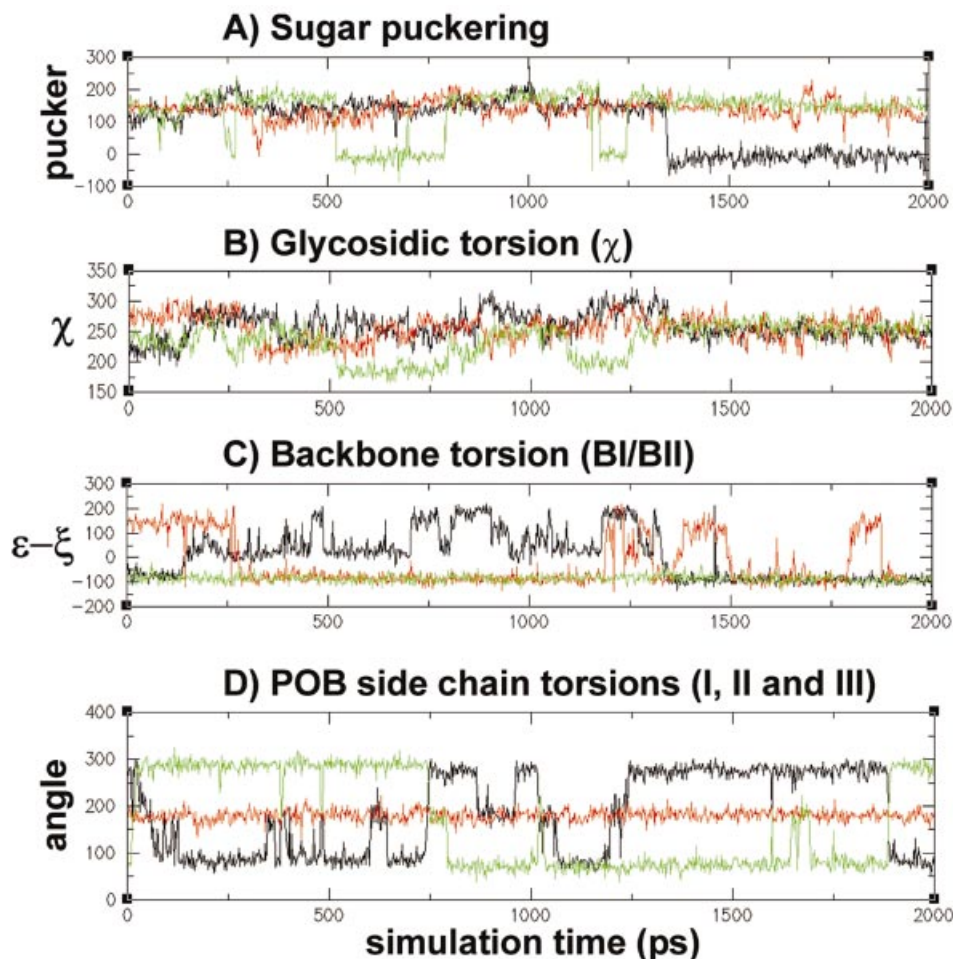 A) Sugar puckering
pucker
300
200
100
0
-100
0 500 1000 1500 2000
B) Glycosidic torsion (χ)
χ
350
300
250
200
150
0 500 1000 1500 2000
C) Backbone torsion (BI/BII)
ε-ξ
300
200
100
0
-100
-200
0 500 1000 1500 2000
D) POB side chain torsions (I, II and III)
angle
400
300
200
100
0
0 500 1000 1500 2000
simulation time (ps)